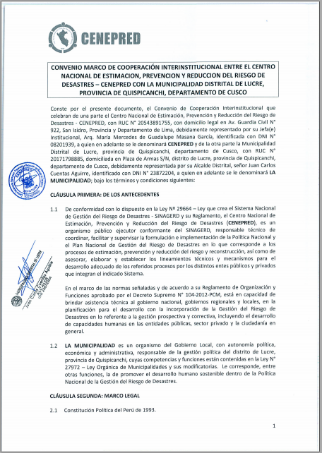 CENEPRED
CONVENIO MARCO DE COOPERACIÓN INTERINSTITUCIONAL ENTRE EL CENTRO
NACIONAL DE ESTIMACION, PREVENCION Y REDUCCION DEL RIESGO DE
DESASTRES – CENEPRED CON LA MUNICIPALIDAD DISTRITAL DE LUCRE,
PROVINCIA DE QUISPICANCHI, DEPARTAMENTO DE CUSCO
Conste por el presente documento, el Convenio de Cooperación Interinstitucional que
celebran de una parte el Centro Nacional de Estimación, Prevención y Reducción del Riesgo de
Desastres - CENEPRED, con RUC N° 20543891755, con domicilio legal en Av. Guardia Civil N°
922, San Isidro, Provincia y Departamento de Lima, debidamente representado por su Jefe(e)
Institucional, Arq. María Mercedes de Guadalupe Masana García, identificada con DNI N°
08201939, a quien en adelante se le denominará CENEPRED y de la otra parte la Municipalidad
Distrital de Lucre, provincia de Quispicanchi, departamento de Cusco, con RUC N°
20171798885, domiciliada en Plaza de Armas S/N, distrito de Lucre, provincia de Quispicanchi,
departamento de Cusco, debidamente representada por su Alcalde Distrital, señor Juan Carlos
Cuentas Aguirre, identificado con DNI N° 23872204, a quien en adelante se le denominará LA
MUNICIPALIDAD; bajo los términos y condiciones siguientes:
CLÁUSULA PRIMERA: DE LOS ANTECEDENTES
1.1 De conformidad con lo dispuesto en la Ley Nº 29664 – Ley que crea el Sistema Nacional
de Gestión del Riesgo de Desastres - SINAGERD y su Reglamento, el Centro Nacional de
Estimación, Prevención y Reducción del Riesgo de Desastres (CENEPRED), es un
organismo público ejecutor conformante del SINAGERD, responsable técnico de
coordinar, facilitar y supervisar la formulación e implementación de la Política Nacional y
el Plan Nacional de Gestión del Riesgo de Desastres en lo que corresponde a los
procesos de estimación, prevención y reducción del riesgo y reconstrucción, así como de
asesorar, elaborar y establecer los lineamientos técnicos y mecanismos para el
desarrollo adecuado de los referidos procesos por los distintos entes públicos y privados
que integran el indicado Sistema.
En el marco de las normas señaladas y de acuerdo a su Reglamento de Organización y
Funciones aprobado por el Decreto Supremo N° 104-2012-PCM, está en capacidad de
brindar asistencia técnica al gobierno nacional, gobiernos regionales y locales, en la
planificación para el desarrollo con la incorporación de la Gestión del Riesgo de
Desastres en lo referente a la gestión prospectiva y correctiva, incluyendo el desarrollo
de capacidades humanas en las entidades públicas, sector privado y la ciudadanía en
general.
1.2 LA MUNICIPALIDAD es un organismo del Gobierno Local, con autonomía política,
económica y administrativa, responsable de la gestión política del distrito de Lucre,
provincia de Quispicanchi, cuyas competencias y funciones están contenidas en la Ley N°
27972 – Ley Orgánica de Municipalidades y sus modificatorias. Le corresponde, entre
otras funciones, la de promover el desarrollo humano sostenible dentro de la Política
Nacional de la Gestión del Riesgo de Desastres.
CLÁUSULA SEGUNDA: MARCO LEGAL
2.1 Constitución Política del Perú de 1993.
1